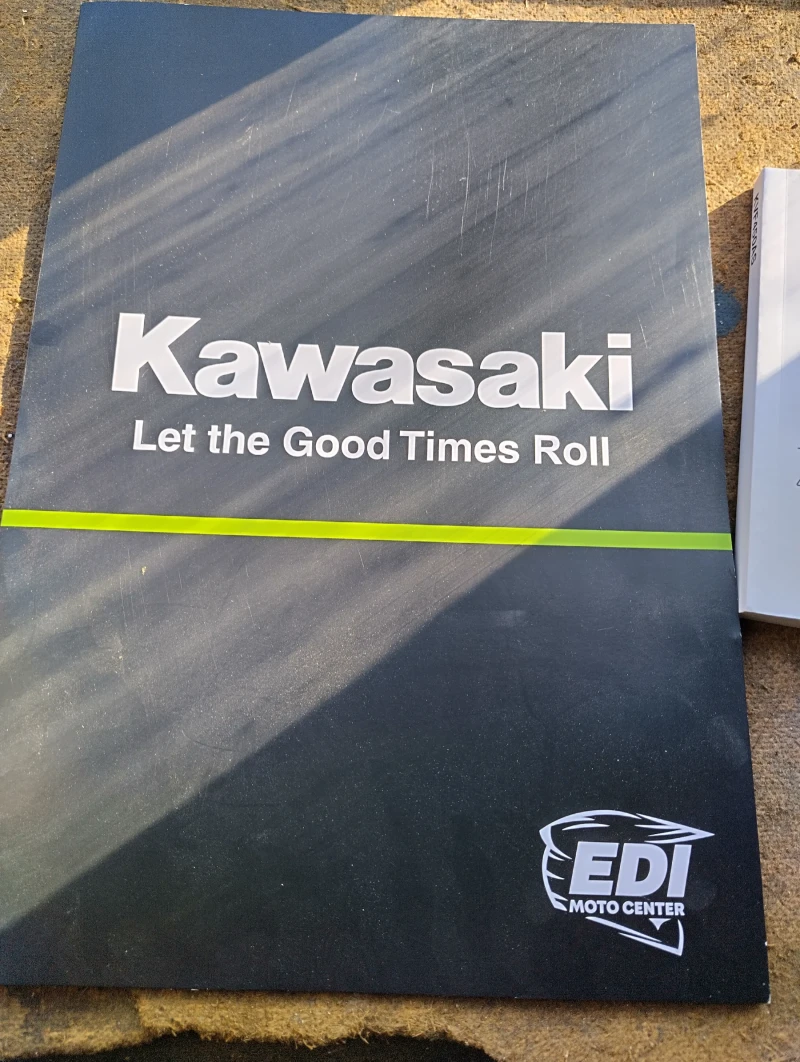 Kawasaki
Let the Good Times Roll
EDI
MOTO CENTER